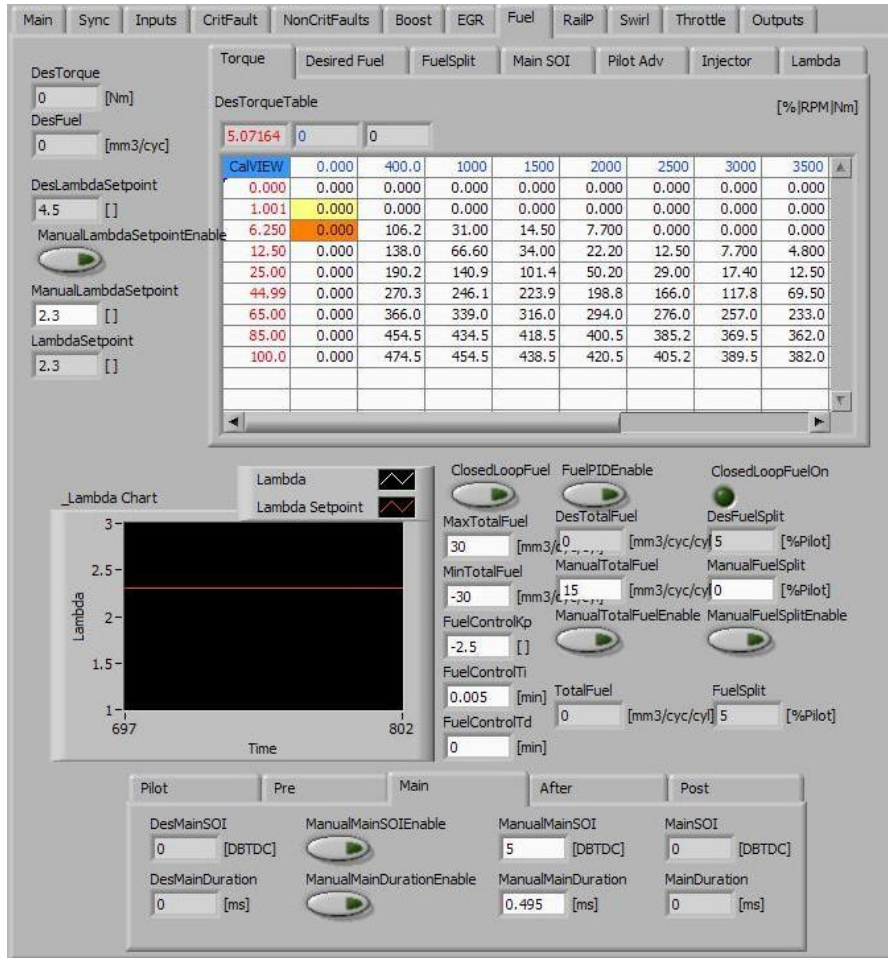 Main Sync Inputs CritFault NonCritFaults Boost EGR Fuel RailP Swirl Throttle Outputs
Torque Desired Fuel FuelSplit Main SOI Pilot Adv Injector Lambda
DesTorque
0 [Nm]
DesFuel
0 [mm3/cyc]
DesLambdaSetpoint
4.5 []
ManualLambdaSetpointEnable
ManualLambdaSetpoint
2.3 []
LambdaSetpoint
2.3 []
DesTorqueTable [%|RPM|Nm]
5.07164 0 0
CalVIEW 0.000 400.0 1000 1500 2000 2500 3000 3500
0.000 0.000 0.000 0.000 0.000 0.000 0.000 0.000 0.000
1.001 0.000 0.000 0.000 0.000 0.000 0.000 0.000 0.000
6.250 0.000 106.2 31.00 14.50 7.700 0.000 0.000 0.000
12.50 0.000 138.0 66.60 34.00 22.20 12.50 7.700 4.800
25.00 0.000 190.2 140.9 101.4 50.20 29.00 17.40 12.50
44.99 0.000 270.3 246.1 223.9 198.8 166.0 117.8 69.50
65.00 0.000 366.0 339.0 316.0 294.0 276.0 257.0 233.0
85.00 0.000 454.5 434.5 418.5 400.5 385.2 369.5 362.0
100.0 0.000 474.5 454.5 438.5 420.5 405.2 389.5 382.0
_Lambda Chart
Lambda
Lambda Setpoint
3
2.5
2
1.5
1
Lambda
697 802
Time
ClosedLoopFuel FuelPIDEnable ClosedLoopFuelOn
MaxTotalFuel DesTotalFuel DesFuelSplit
30 0 [mm3/cyc/cyl] 5 [%Pilot]
MinTotalFuel ManualTotalFuel ManualFuelSplit
-30 15 [mm3/cyc/cyl] 0 [%Pilot]
FuelControlKp ManualTotalFuelEnable ManualFuelSplitEnable
-2.5 []
FuelControlTi
0.005 [min]
TotalFuel FuelSplit
0 [mm3/cyc/cyl] 5 [%Pilot]
FuelControlTd
0 [min]
Pilot Pre Main After Post
DesMainSOI ManualMainSOIEnable ManualMainSOI MainSOI
0 [DBTDC] 5 [DBTDC] 0 [DBTDC]
DesMainDuration ManualMainDurationEnable ManualMainDuration MainDuration
0 [ms] 0.495 [ms] 0 [ms]